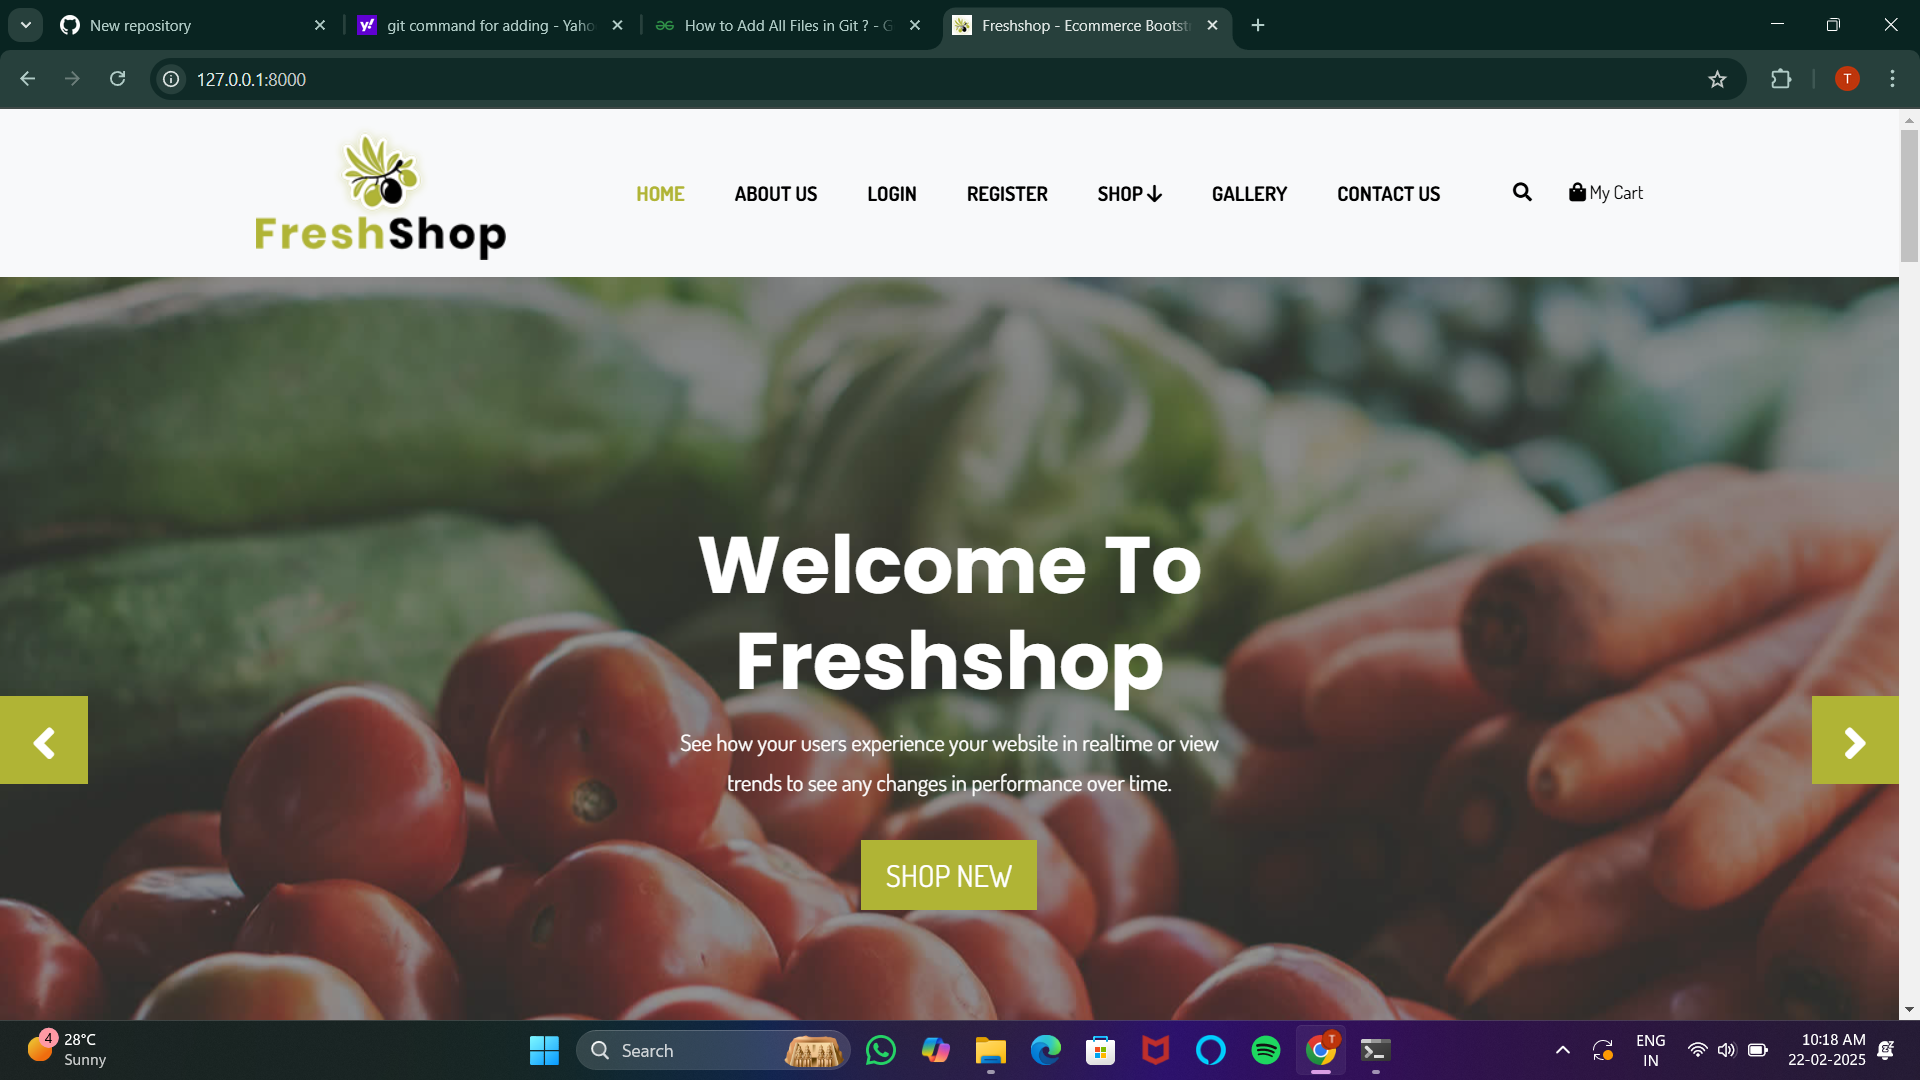 New repository
git command for adding - Yaho
How to Add All Files in Git ? - G
Freshshop - Ecommerce Bootst
127.0.0.1:8000
T
FreshShop
HOME
ABOUT US
LOGIN
REGISTER
SHOP
GALLERY
CONTACT US
My Cart
Welcome To
Freshshop
See how your users experience your website in realtime or view
trends to see any changes in performance over time.
SHOP NEW
4
28°C
Sunny
Search
T
ENG
IN
10:18 AM
22-02-2025